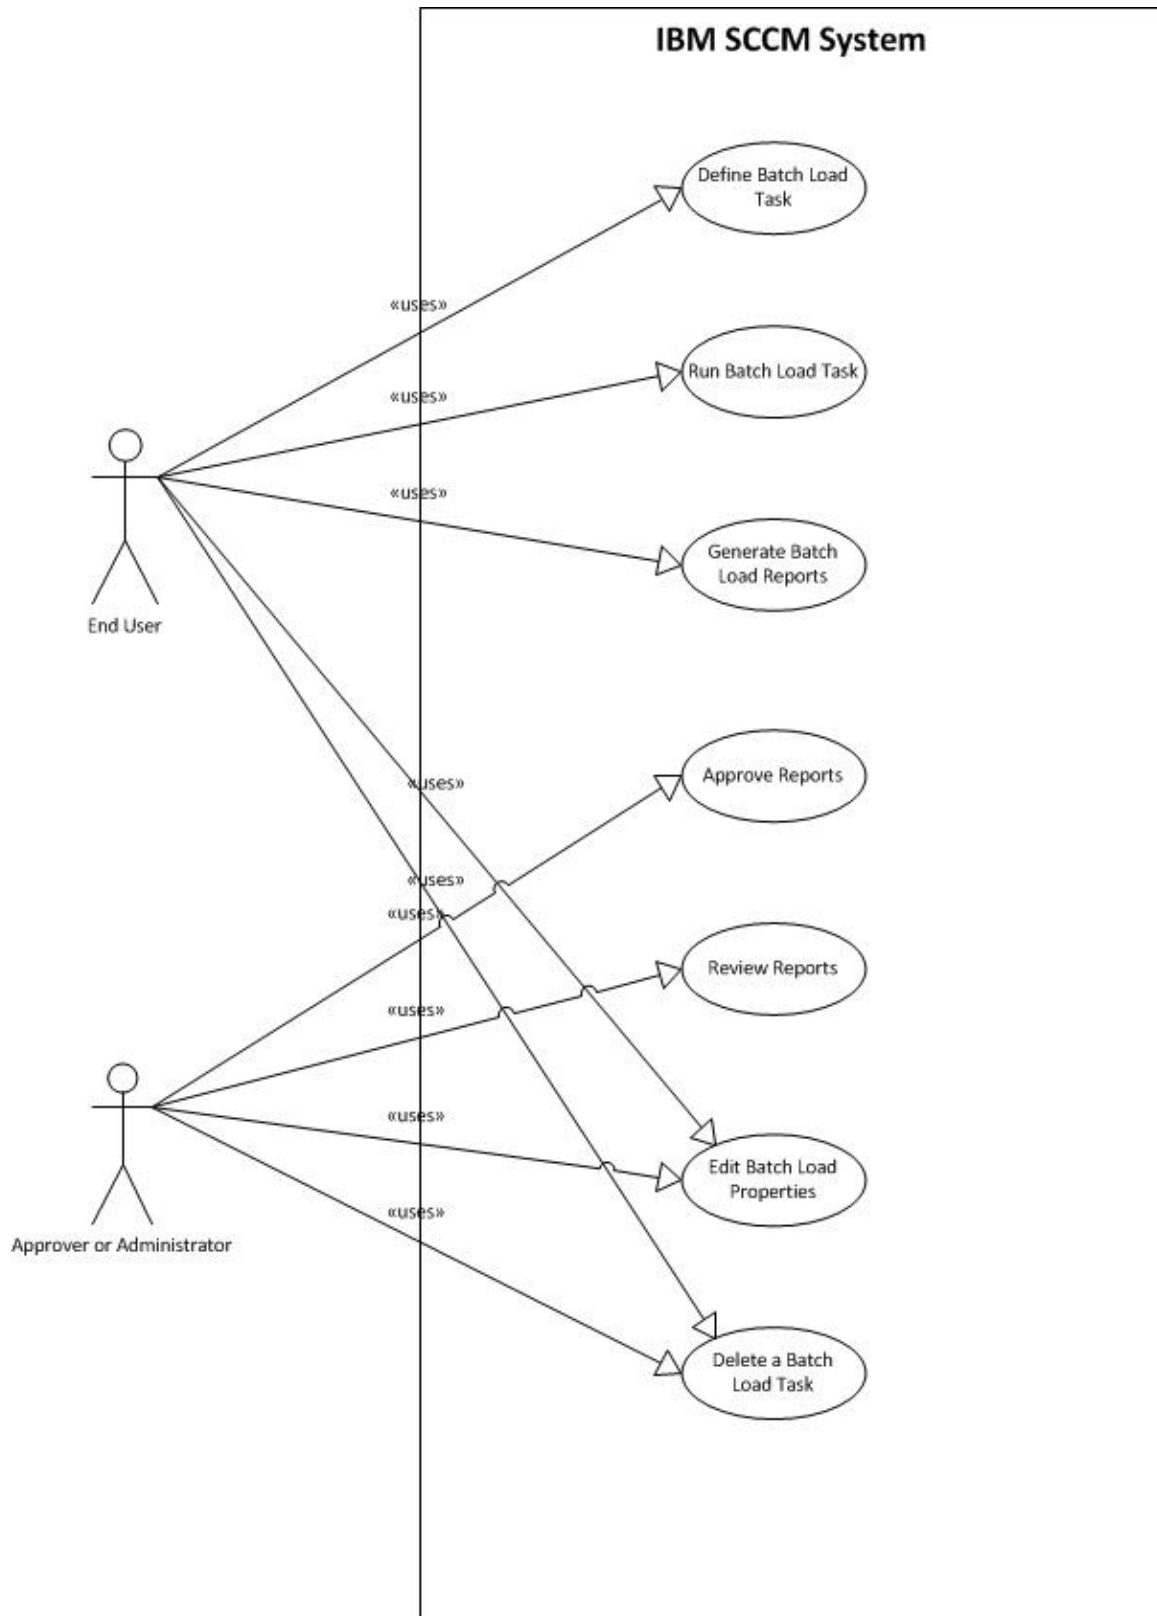 IBM SCCM System
Define Batch Load
Task
«uses»
Run Batch Load Task
«uses»
«uses»
Generate Batch
Load Reports
End User
Approve Reports
«uses»
«uses»
«uses»
Review Reports
«uses»
«uses»
Edit Batch Load
Properties
«uses»
Approver or Administrator
Delete a Batch
Load Task